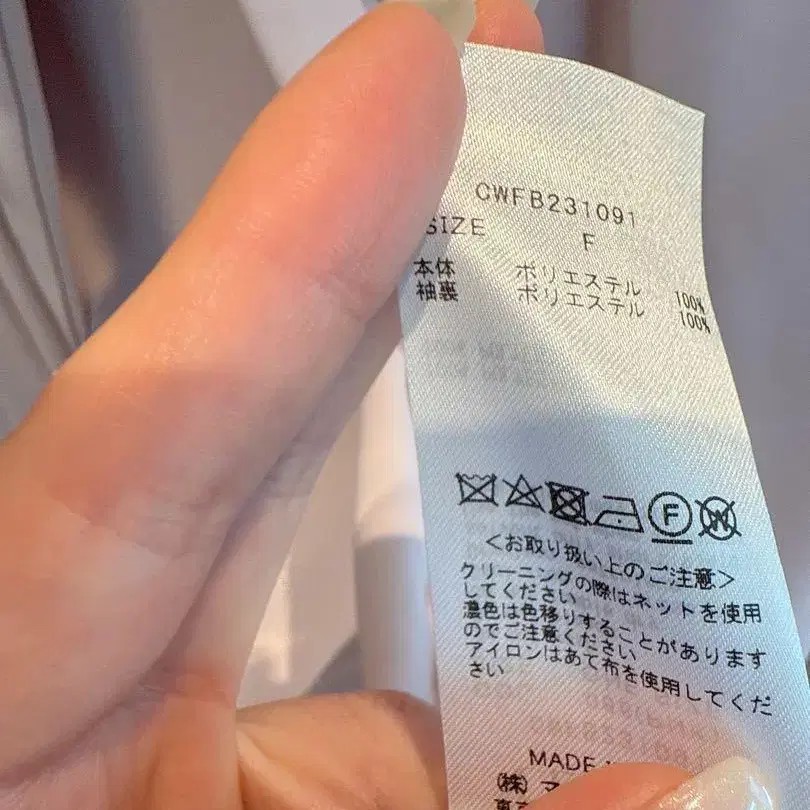 CWFB231091
SIZE F
本体 ポリエステル 100%
袖裏 ポリエステル 100%
F W
<お取り扱い上のご注意>
クリーニングの際はネットを使用
してください
濃色は色移りすることがあります
のでご注意ください
アイロンはあて布を使用してくだ
さい
MADE
(株)